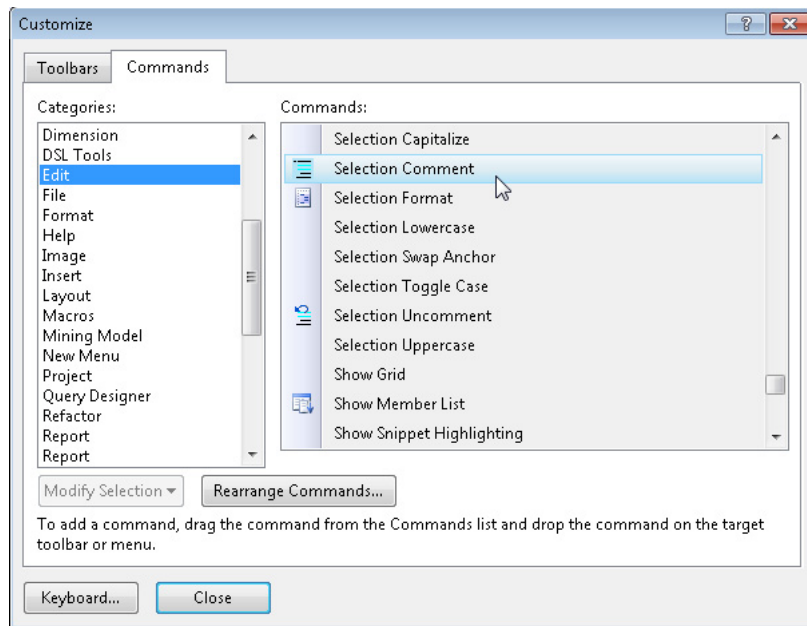 Customize
Toolbars
Commands
Categories:
Dimension
DSL Tools
Edit
File
Format
Help
Image
Insert
Layout
Macros
Mining Model
New Menu
Project
Query Designer
Refactor
Report
Report
Commands:
Selection Capitalize
Selection Comment
Selection Format
Selection Lowercase
Selection Swap Anchor
Selection Toggle Case
Selection Uncomment
Selection Uppercase
Show Grid
Show Member List
Show Snippet Highlighting
Modify Selection
Rearrange Commands...
To add a command, drag the command from the Commands list and drop the command on the target
toolbar or menu.
Keyboard...
Close